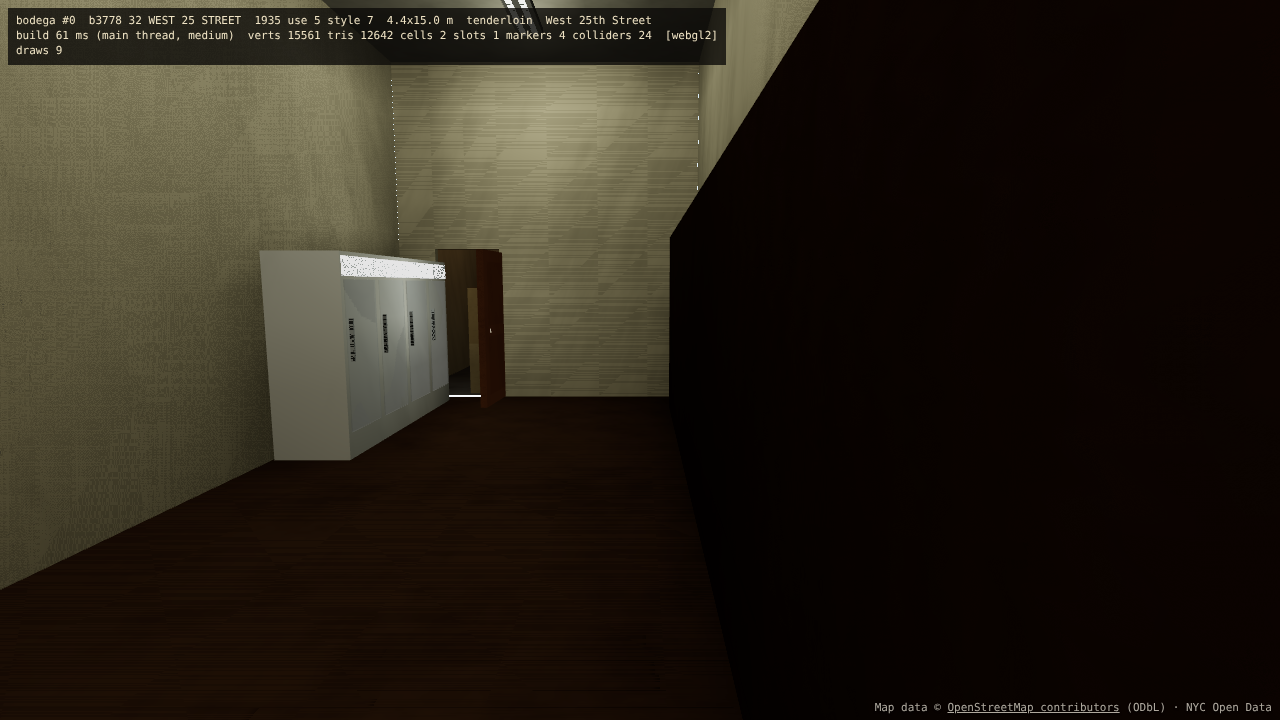 bodega #0  b3778 32 WEST 25 STREET  1935 use 5 style 7  4.4x15.0 m  tenderloin  West 25th Street
build 61 ms (main thread, medium)  verts 15561 tris 12642 cells 2 slots 1 markers 4 colliders 24  [webgl2]
draws 9
Map data © OpenStreetMap contributors (ODbL) · NYC Open Data